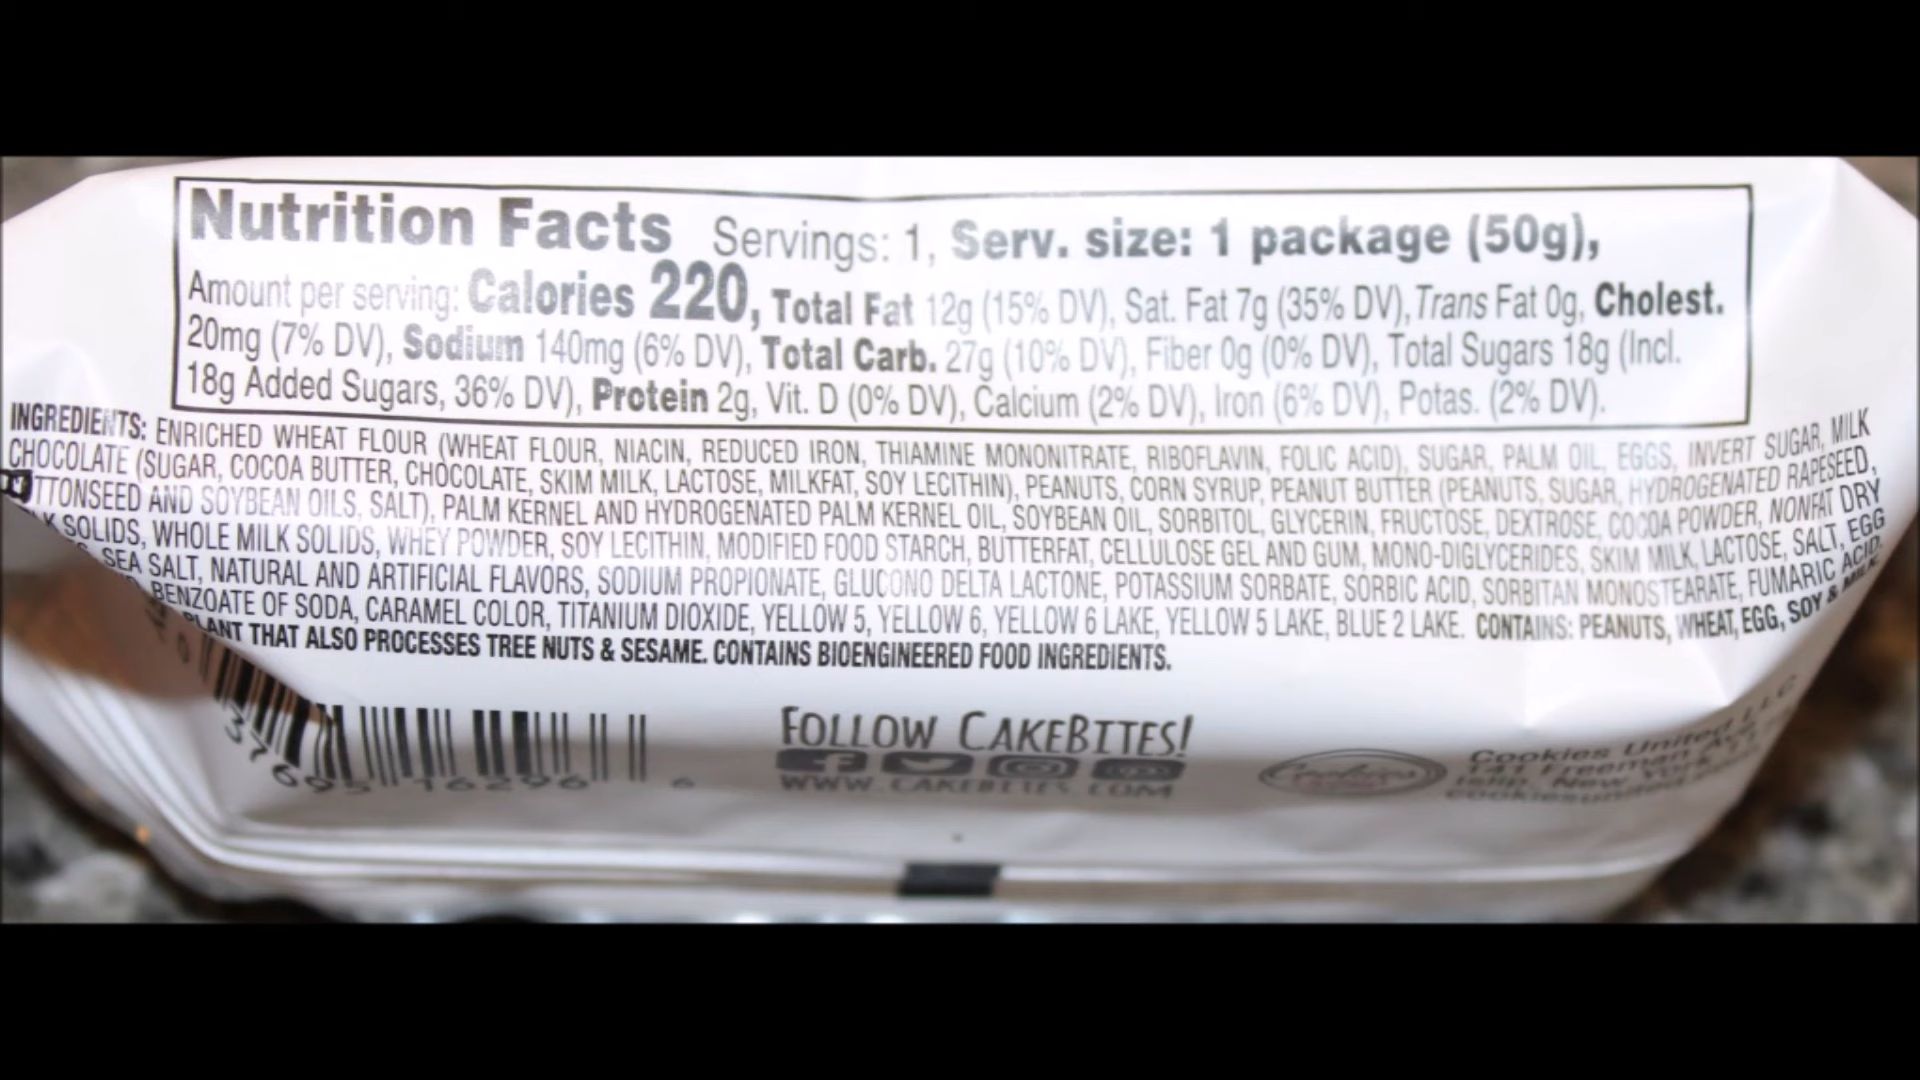 Nutrition Facts Servings: 1, Serv. size: 1 package (50g),
Amount per serving: Calories 220, Total Fat 12g (15% DV), Sat. Fat 7g (35% DV), Trans Fat 0g, Cholest.
20mg (7% DV), Sodium 140mg (6% DV), Total Carb. 27g (10% DV), Fiber 0g (0% DV), Total Sugars 18g (Incl.
18g Added Sugars, 36% DV), Protein 2g, Vit. D (0% DV), Calcium (2% DV), Iron (6% DV), Potas. (2% DV).
INGREDIENTS: ENRICHED WHEAT FLOUR (WHEAT FLOUR, NIACIN, REDUCED IRON, THIAMINE MONONITRATE, RIBOFLAVIN, FOLIC ACID), SUGAR, PALM OIL, EGGS, INVERT SUGAR, MILK
CHOCOLATE (SUGAR, COCOA BUTTER, CHOCOLATE, SKIM MILK, LACTOSE, MILKFAT, SOY LECITHIN), PEANUTS, CORN SYRUP, PEANUT BUTTER (PEANUTS, SUGAR, HYDROGENATED RAPESEED,
TTONSEED AND SOYBEAN OILS, SALT), PALM KERNEL AND HYDROGENATED PALM KERNEL OIL, SOYBEAN OIL, SORBITOL, GLYCERIN, FRUCTOSE, DEXTROSE, COCOA POWDER, NONFAT DRY
K SOLIDS, WHOLE MILK SOLIDS, WHEY POWDER, SOY LECITHIN, MODIFIED FOOD STARCH, BUTTERFAT, CELLULOSE GEL AND GUM, MONO-DIGLYCERIDES, SKIM MILK, LACTOSE, SALT, EGG
S, SEA SALT, NATURAL AND ARTIFICIAL FLAVORS, SODIUM PROPIONATE, GLUCONO DELTA LACTONE, POTASSIUM SORBATE, SORBIC ACID, SORBITAN MONOSTEARATE, FUMARIC ACID,
BENZOATE OF SODA, CARAMEL COLOR, TITANIUM DIOXIDE, YELLOW 5, YELLOW 6, YELLOW 6 LAKE, YELLOW 5 LAKE, BLUE 2 LAKE. CONTAINS: PEANUTS, WHEAT, EGG, SOY & MILK.
PLANT THAT ALSO PROCESSES TREE NUTS & SESAME. CONTAINS BIOENGINEERED FOOD INGREDIENTS.
FOLLOW CAKEBITES!
WWW.CAKEBITES.COM
Cookies United LLC
141 Freeman Ave
Islip, New York